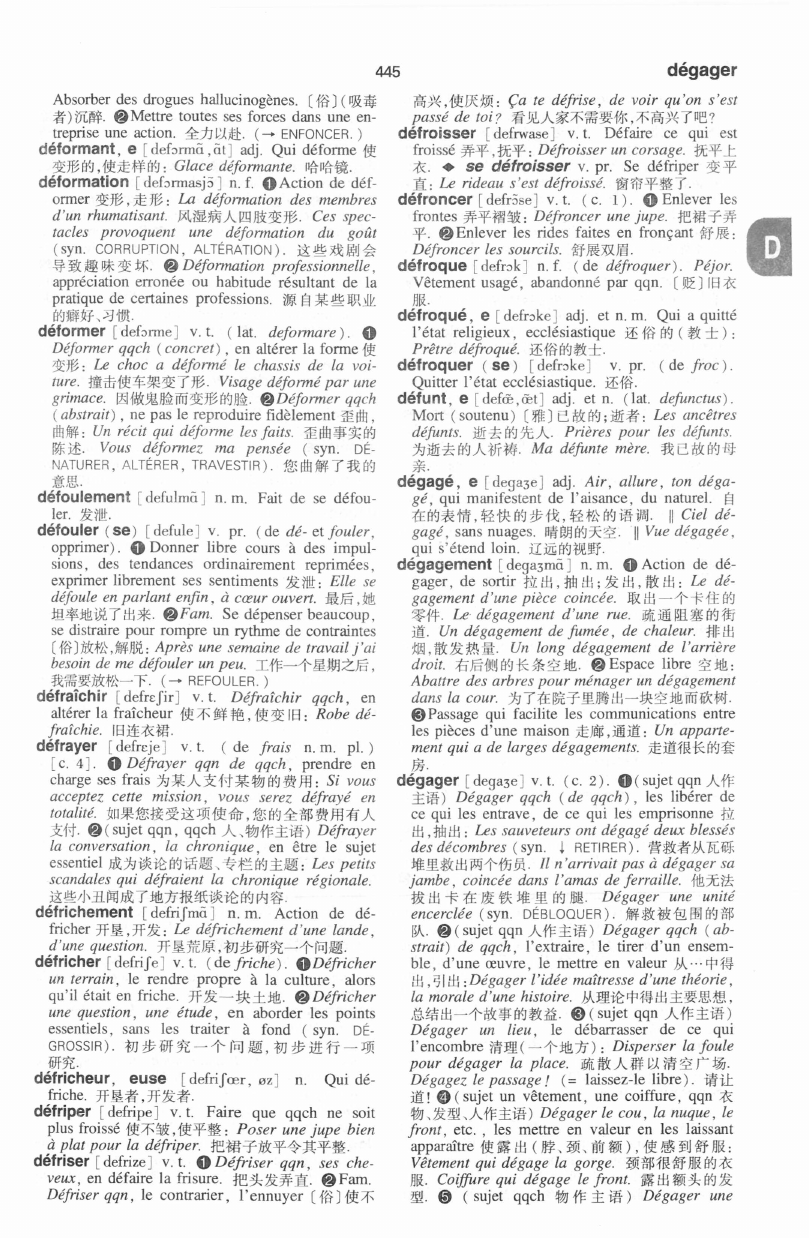 445
dégager
Absorber des drogues hallucinogènes. 〔俗〕(吸毒
者)沉醉. ❷Mettre toutes ses forces dans une en-
treprise une action. 全力以赴. (→ ENFONCER. )
déformant, e [defɔrmɑ̃,ɑ̃t] adj. Qui déforme 使
变形的,使走样的: Glace déformante. 哈哈镜.
déformation [defɔrmasjɔ̃] n. f. ❶Action de déf-
ormer 变形,走形: La déformation des membres
d'un rhumatisant. 风湿病人四肢变形. Ces spec-
tacles provoquent une déformation du goût
(syn. CORRUPTION, ALTÉRATION). 这些戏剧会
导致趣味变坏. ❷ Déformation professionnelle,
appréciation erronée ou habitude résultant de la
pratique de certaines professions. 源自某些职业
的癖好、习惯.
déformer [defɔrme] v. t. (lat. deformare). ❶
Déformer qqch (concret), en altérer la forme 使
变形: Le choc a déformé le chassis de la voi-
ture. 撞击使车架变了形. Visage déformé par une
grimace. 因做鬼脸而变形的脸. ❷Déformer qqch
(abstrait), ne pas le reproduire fidèlement 歪曲,
曲解: Un récit qui déforme les faits. 歪曲事实的
陈述. Vous déformez ma pensée (syn. DÉ-
NATURER, ALTÉRER, TRAVESTIR). 您曲解了我的
意思.
défoulement [defulmɑ̃] n. m. Fait de se défou-
ler. 发泄.
défouler (se) [defule] v. pr. (de dé- et fouler,
opprimer). ❶ Donner libre cours à des impul-
sions, des tendances ordinairement reprimées,
exprimer librement ses sentiments 发泄: Elle se
défoule en parlant enfin, à cœur ouvert. 最后,她
坦率地说了出来. ❷Fam. Se dépenser beaucoup,
se distraire pour rompre un rythme de contraintes
〔俗〕放松,解脱: Après une semaine de travail j'ai
besoin de me défouler un peu. 工作一个星期之后,
我需要放松一下. (→ REFOULER. )
défraîchir [defrɛʃir] v. t. Défraîchir qqch, en
altérer la fraîcheur 使不鲜艳,使变旧: Robe dé-
fraîchie. 旧连衣裙.
défrayer [defreje] v. t. ( de frais n. m. pl. )
[c. 4]. ❶ Défrayer qqn de qqch, prendre en
charge ses frais 为某人支付某物的费用: Si vous
acceptez cette mission, vous serez défrayé en
totalité. 如果您接受这项使命,您的全部费用有人
支付. ❷(sujet qqn, qqch 人、物作主语) Défrayer
la conversation, la chronique, en être le sujet
essentiel 成为谈论的话题、专栏的主题: Les petits
scandales qui défraient la chronique régionale.
这些小丑闻成了地方报纸谈论的内容.
défrichement [defriʃmɑ̃] n. m. Action de dé-
fricher 开垦,开发: Le défrichement d'une lande,
d'une question. 开垦荒原,初步研究一个问题.
défricher [defriʃe] v. t. (de friche). ❶Défricher
un terrain, le rendre propre à la culture, alors
qu'il était en friche. 开发一块土地. ❷Défricher
une question, une étude, en aborder les points
essentiels, sans les traiter à fond ( syn. DÉ-
GROSSIR). 初步研究一个问题,初步进行一项
研究.
défricheur, euse [defriʃœr, øz] n. Qui dé-
friche. 开垦者,开发者.
défriper [defripe] v. t. Faire que qqch ne soit
plus froissé 使不皱,使平整: Poser une jupe bien
à plat pour la défriper. 把裙子放平令其平整.
défriser [defrize] v. t. ❶ Défriser qqn, ses che-
veux, en défaire la frisure. 把头发弄直. ❷Fam.
Défriser qqn, le contrarier, l'ennuyer 〔俗〕使不
高兴,使厌烦: Ça te défrise, de voir qu'on s'est
passé de toi? 看见人家不需要你,不高兴了吧?
défroisser [defrwase] v. t. Défaire ce qui est
froissé 弄平,抚平: Défroisser un corsage. 抚平上
衣. ◆ se défroisser v. pr. Se défriper 变平
直: Le rideau s'est défroissé. 窗帘平整了.
défroncer [defrɔ̃se] v. t. (c. 1). ❶ Enlever les
frontes 弄平褶皱: Défroncer une jupe. 把裙子弄
平. ❷Enlever les rides faites en fronçant 舒展:
Défroncer les sourcils. 舒展双眉.
défroque [defrɔk] n. f. ( de défroquer). Péjor.
Vêtement usagé, abandonné par qqn. 〔贬〕旧衣
服.
défroqué, e [defrɔke] adj. et n. m. Qui a quitté
l'état religieux, ecclésiastique 还俗的(教士):
Prêtre défroqué. 还俗的教士.
défroquer (se) [defrɔke] v. pr. (de froc).
Quitter l'état ecclésiastique. 还俗.
défunt, e [defœ̃,œ̃t] adj. et n. (lat. defunctus).
Mort (soutenu) 〔雅〕已故的;逝者: Les ancêtres
défunts. 逝去的先人. Prières pour les défunts.
为逝去的人祈祷. Ma défunte mère. 我已故的母
亲.
dégagé, e [degaʒe] adj. Air, allure, ton déga-
gé, qui manifestent de l'aisance, du naturel. 自
在的表情,轻快的步伐,轻松的语调. ‖ Ciel dé-
gagé, sans nuages. 晴朗的天空. ‖ Vue dégagée,
qui s'étend loin. 辽远的视野.
dégagement [degaʒmɑ̃] n. m. ❶ Action de dé-
gager, de sortir 拉出,抽出;发出,散出: Le dé-
gagement d'une pièce coincée. 取出一个卡住的
零件. Le dégagement d'une rue. 疏通阻塞的街
道. Un dégagement de fumée, de chaleur. 排出
烟,散发热量. Un long dégagement de l'arrière
droit. 右后侧的长条空地. ❷ Espace libre 空地:
Abattre des arbres pour ménager un dégagement
dans la cour. 为了在院子里腾出一块空地而砍树.
❸Passage qui facilite les communications entre
les pièces d'une maison 走廊,通道: Un apparte-
ment qui a de larges dégagements. 走道很长的套
房.
dégager [degaʒe] v. t. (c. 2). ❶(sujet qqn 人作
主语) Dégager qqch (de qqch), les libérer de
ce qui les entrave, de ce qui les emprisonne 拉
出,抽出: Les sauveteurs ont dégagé deux blessés
des décombres (syn. ↓ RETIRER). 营救者从瓦砾
堆里救出两个伤员. Il n'arrivait pas à dégager sa
jambe, coincée dans l'amas de ferraille. 他无法
拔出卡在废铁堆里的腿. Dégager une unité
encerclée (syn. DÉBLOQUER). 解救被包围的部
队. ❷(sujet qqn 人作主语) Dégager qqch (ab-
strait) de qqch, l'extraire, le tirer d'un ensem-
ble, d'une œuvre, le mettre en valeur 从…中得
出,引出:Dégager l'idée maîtresse d'une théorie,
la morale d'une histoire. 从理论中得出主要思想,
总结出一个故事的教益. ❸(sujet qqn 人作主语)
Dégager un lieu, le débarrasser de ce qui
l'encombre 清理(一个地方): Disperser la foule
pour dégager la place. 疏散人群以清空广场.
Dégagez le passage! (= laissez-le libre). 请让
道! ❹(sujet un vêtement, une coiffure, qqn 衣
物、发型、人作主语) Dégager le cou, la nuque, le
front, etc. , les mettre en valeur en les laissant
apparaître 使露出(脖、颈、前额),使感到舒服:
Vêtement qui dégage la gorge. 颈部很舒服的衣
服. Coiffure qui dégage le front. 露出额头的发
型. ❺ (sujet qqch 物作主语) Dégager une
D